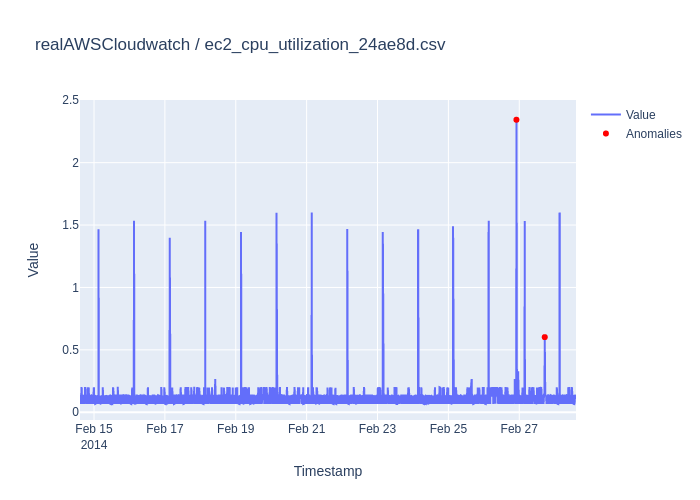 realAWSCloudwatch / ec2_cpu_utilization_24ae8d.csv
2.5
2
1.5
1
0.5
0
Value
Feb 15
2014
Feb 17
Feb 19
Feb 21
Feb 23
Feb 25
Feb 27
Timestamp
Value
Anomalies